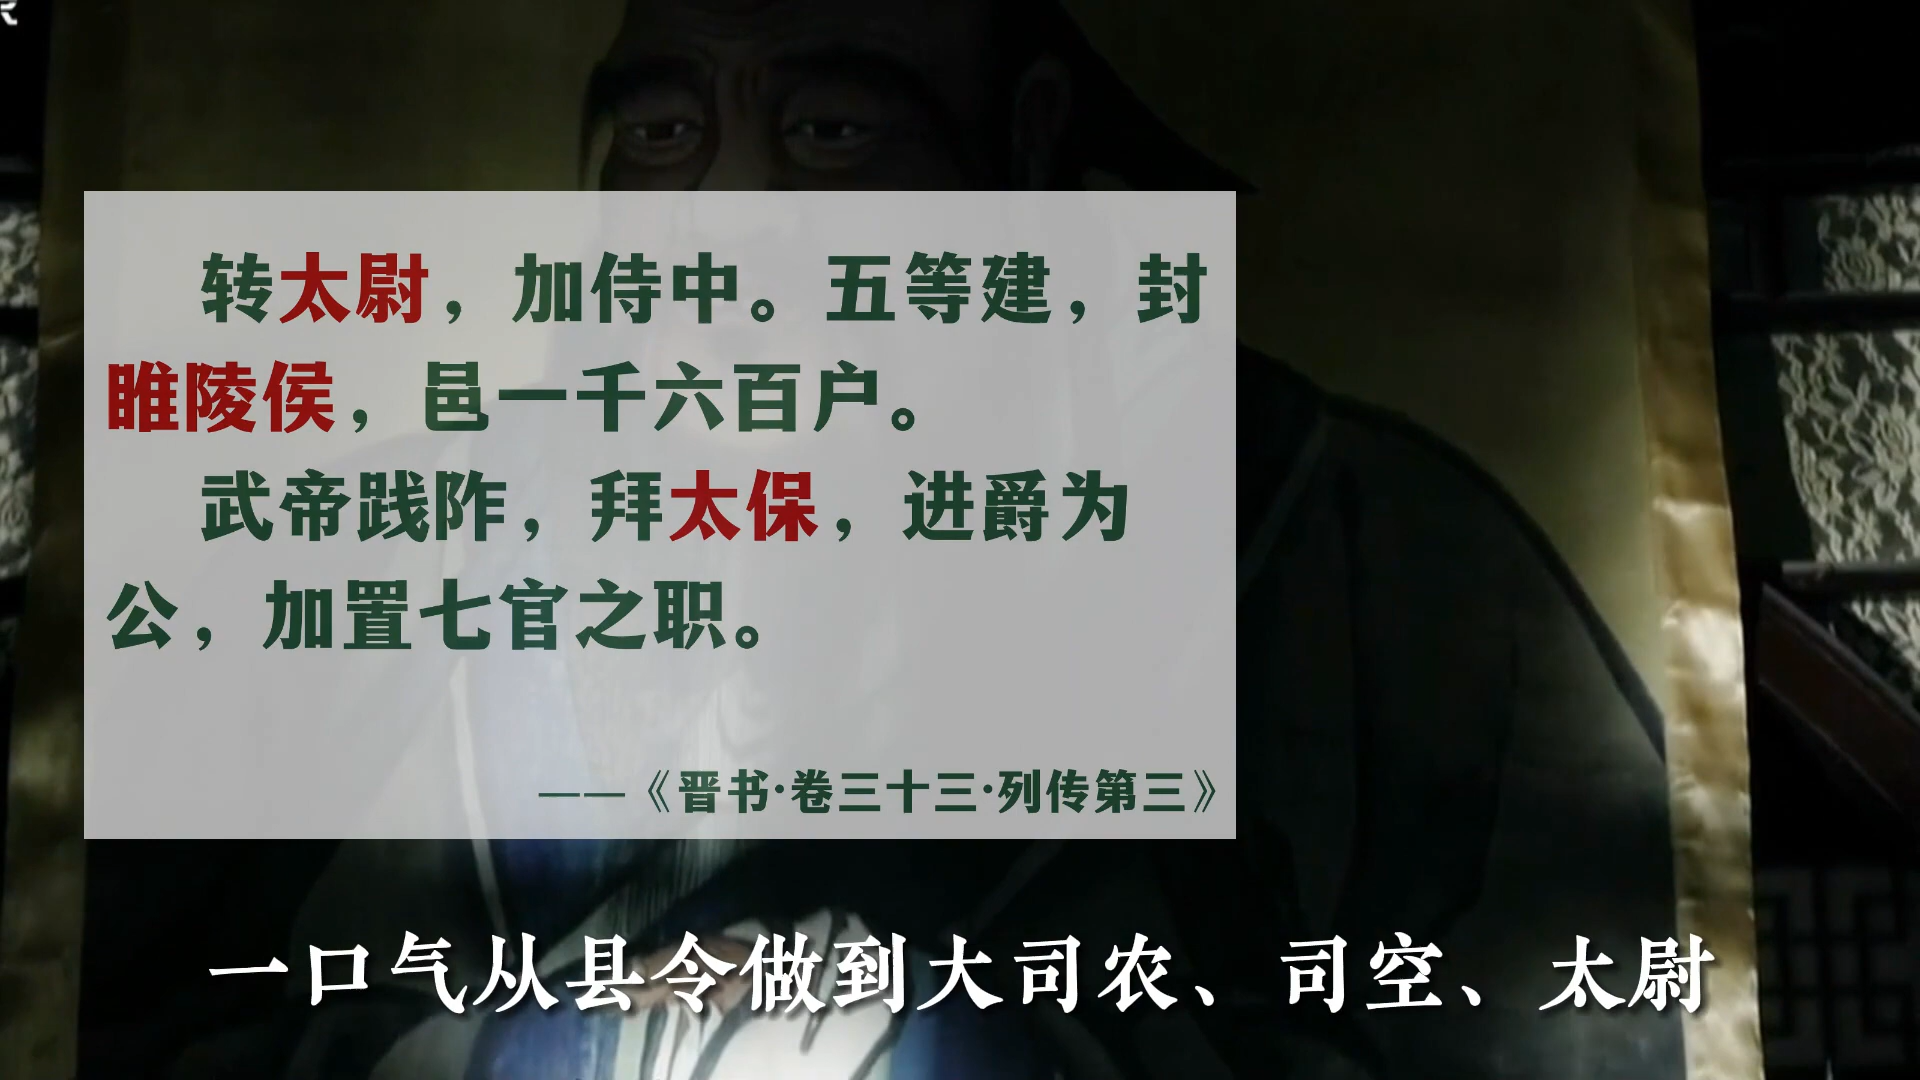 转太尉，加侍中。五等建，封
睢陵侯，邑一千六百户。
武帝践阼，拜太保，进爵为
公，加置七官之职。
——《晋书·卷三十三·列传第三》
一口气从县令做到大司农、司空、太尉